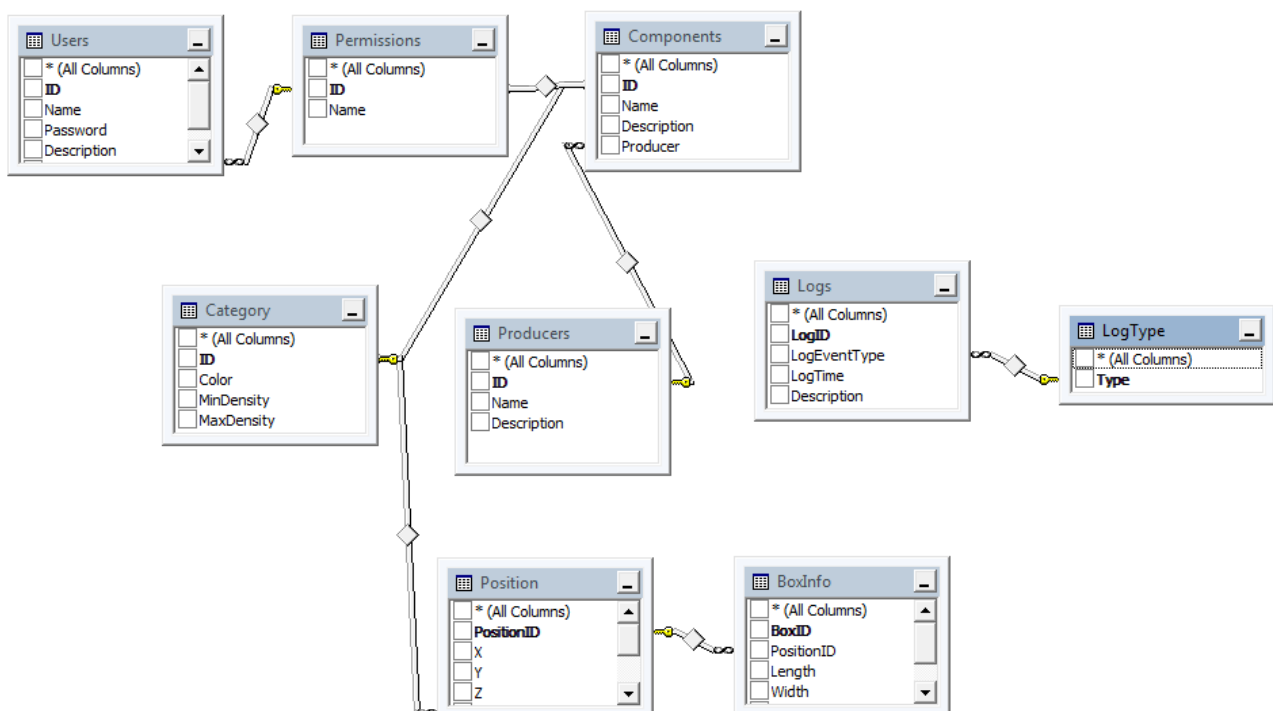 Users
* (All Columns)
ID
Name
Password
Description
Permissions
* (All Columns)
ID
Name
Components
* (All Columns)
ID
Name
Description
Producer
Category
* (All Columns)
ID
Color
MinDensity
MaxDensity
Producers
* (All Columns)
ID
Name
Description
Logs
* (All Columns)
LogID
LogEventType
LogTime
Description
LogType
* (All Columns)
Type
Position
* (All Columns)
PositionID
X
Y
Z
BoxInfo
* (All Columns)
BoxID
PositionID
Length
Width